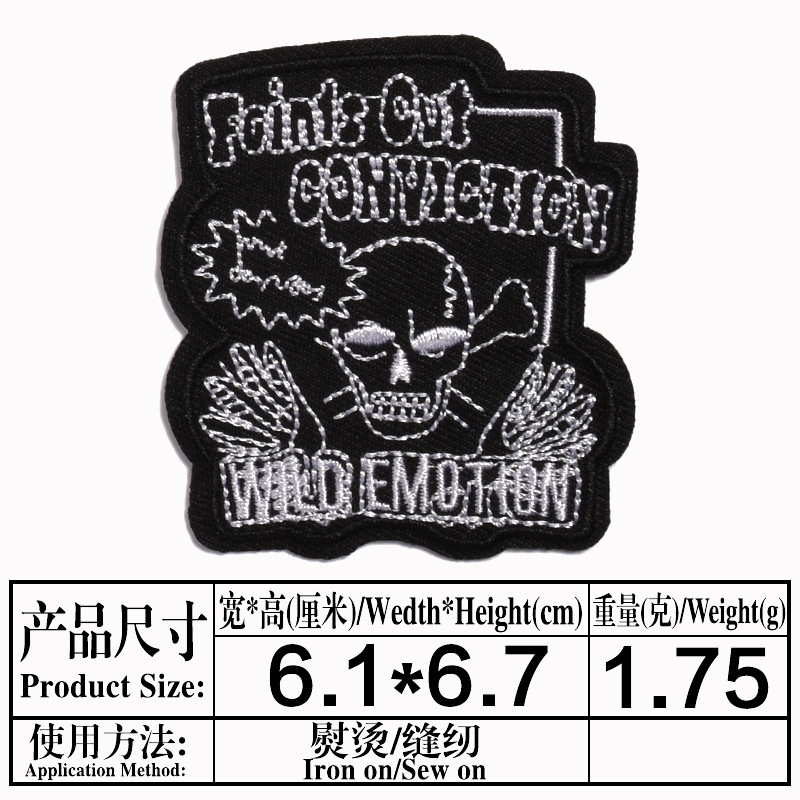 Foints Out
CONVICTION
WILD EMOTION
产品尺寸
Product Size:
宽*高(厘米)/Wedth*Height(cm)
6.1*6.7
重量(克)/Weight(g)
1.75
使用方法:
Application Method:
熨烫/缝纫
Iron on/Sew on